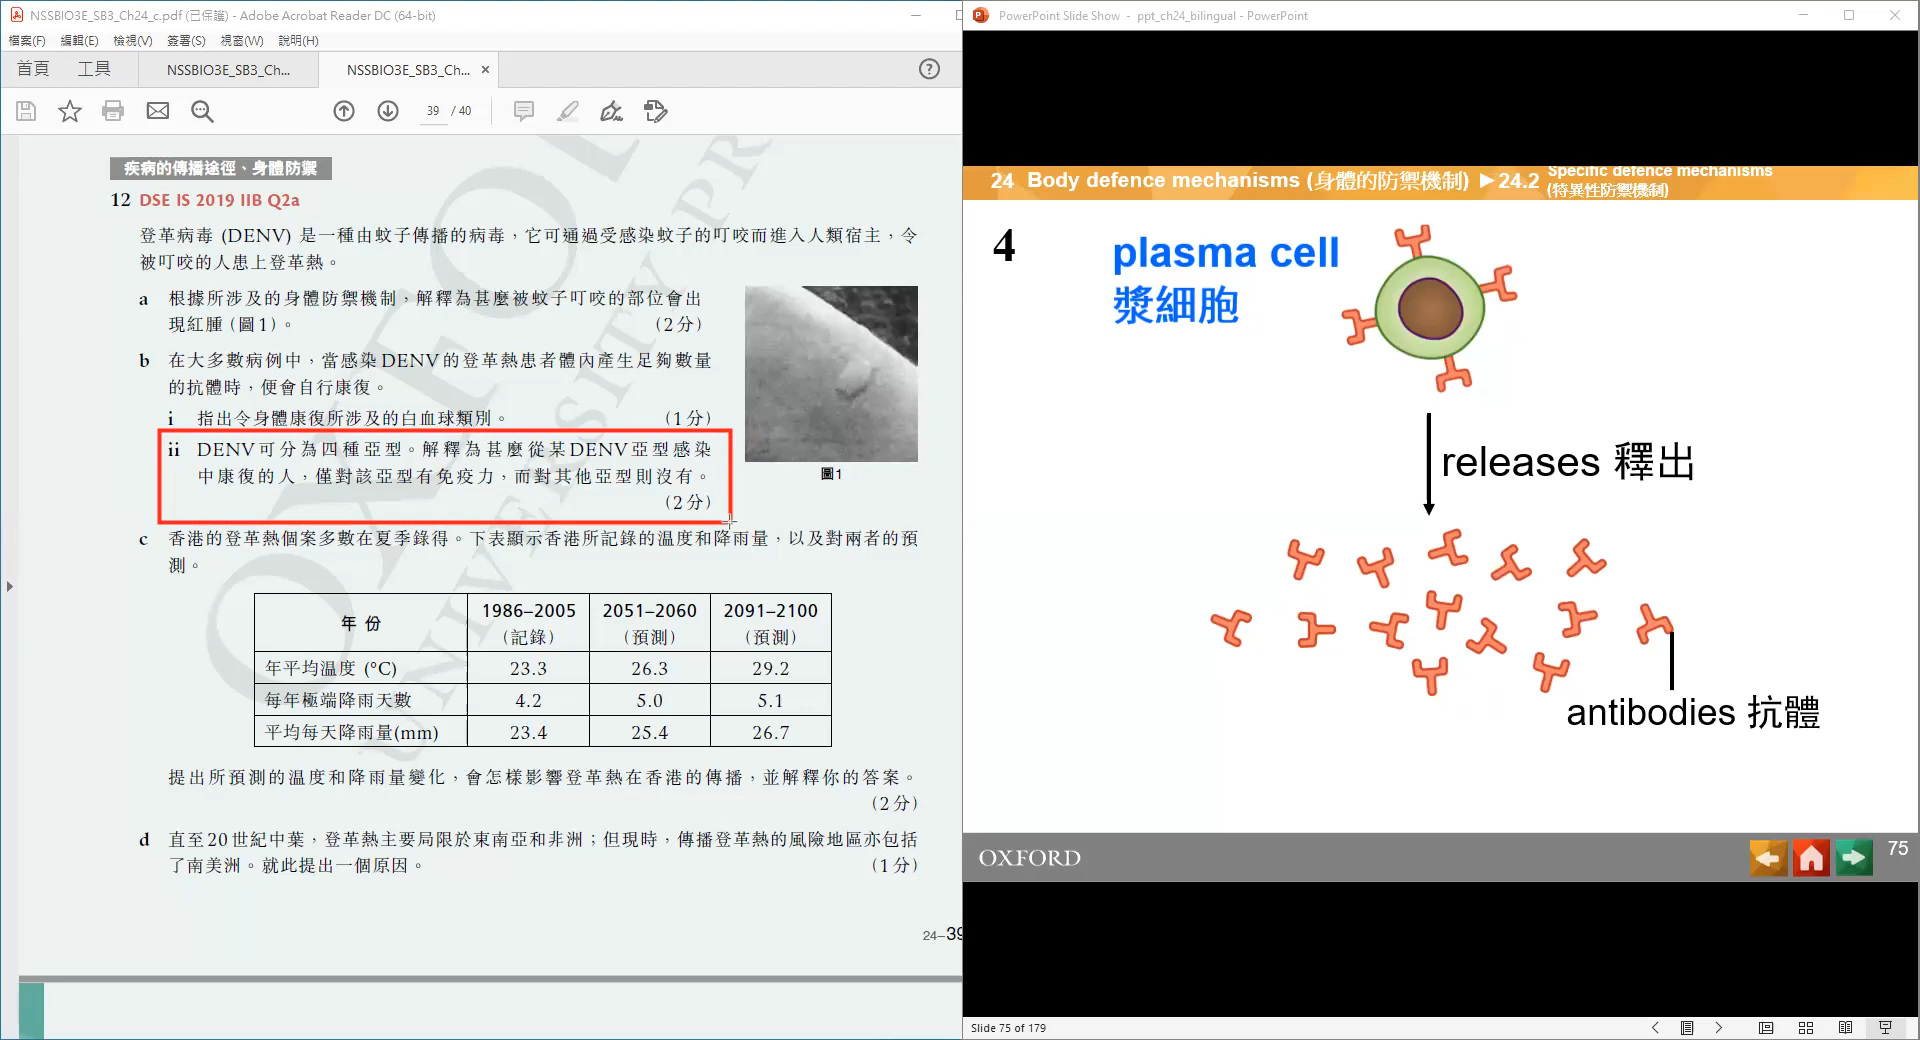 NSSBIO3E_SB3_Ch24_c.pdf (已保護) - Adobe Acrobat Reader DC (64-bit)
檔案(F) 編輯(E) 檢視(V) 簽署(S) 視窗(W) 說明(H)
首頁 工具 NSSBIO3E_SB3_Ch... NSSBIO3E_SB3_Ch... ×
39 / 40
疾病的傳播途徑、身體防禦
12 DSE IS 2019 IIB Q2a
登革病毒 (DENV) 是一種由蚊子傳播的病毒，它可通過受感染蚊子的叮咬而進入人類宿主，令
被叮咬的人患上登革熱。
a 根據所涉及的身體防禦機制，解釋為甚麼被蚊子叮咬的部位會出
現紅腫（圖1）。 （2分）
b 在大多數病例中，當感染DENV的登革熱患者體內產生足夠數量
的抗體時，便會自行康復。
i 指出令身體康復所涉及的白血球類別。 （1分）
ii DENV可分為四種亞型。解釋為甚麼從某DENV亞型感染
中康復的人，僅對該亞型有免疫力，而對其他亞型則沒有。
（2分）
圖1
c 香港的登革熱個案多數在夏季錄得。下表顯示香港所記錄的温度和降雨量，以及對兩者的預
測。
年份 1986–2005（記錄） 2051–2060（預測） 2091–2100（預測）
年平均温度 (°C) 23.3 26.3 29.2
每年極端降雨天數 4.2 5.0 5.1
平均每天降雨量(mm) 23.4 25.4 26.7
提出所預測的温度和降雨量變化，會怎樣影響登革熱在香港的傳播，並解釋你的答案。
（2分）
d 直至20世紀中葉，登革熱主要局限於東南亞和非洲；但現時，傳播登革熱的風險地區亦包括
了南美洲。就此提出一個原因。 （1分）
24–39
OXFOR
UNIVERSITY PR
PowerPoint Slide Show - ppt_ch24_bilingual - PowerPoint
24 Body defence mechanisms (身體的防禦機制) ►24.2 Specific defence mechanisms
(特異性防禦機制)
4
plasma cell
漿細胞
releases 釋出
antibodies 抗體
OXFORD
75
Slide 75 of 179